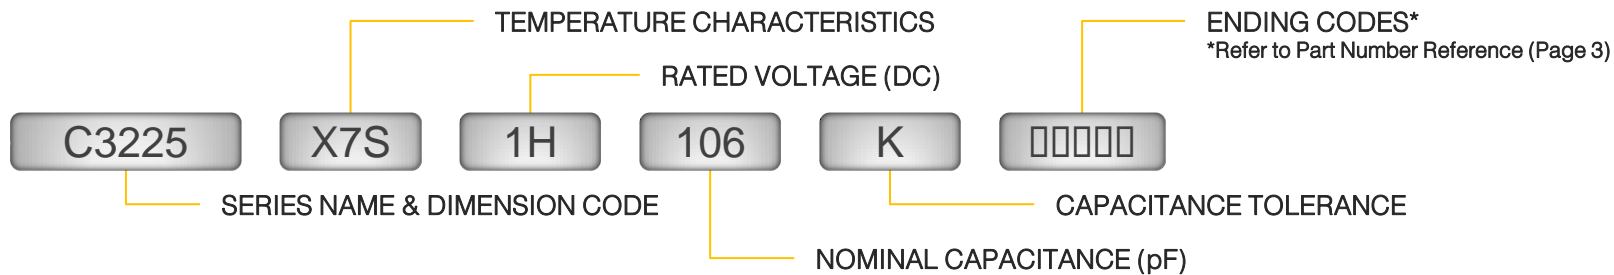 TEMPERATURE CHARACTERISTICS
ENDING CODES*
*Refer to Part Number Reference (Page 3)
RATED VOLTAGE (DC)
C3225 X7S 1H 106 K ▯▯▯▯▯
SERIES NAME & DIMENSION CODE
CAPACITANCE TOLERANCE
NOMINAL CAPACITANCE (pF)